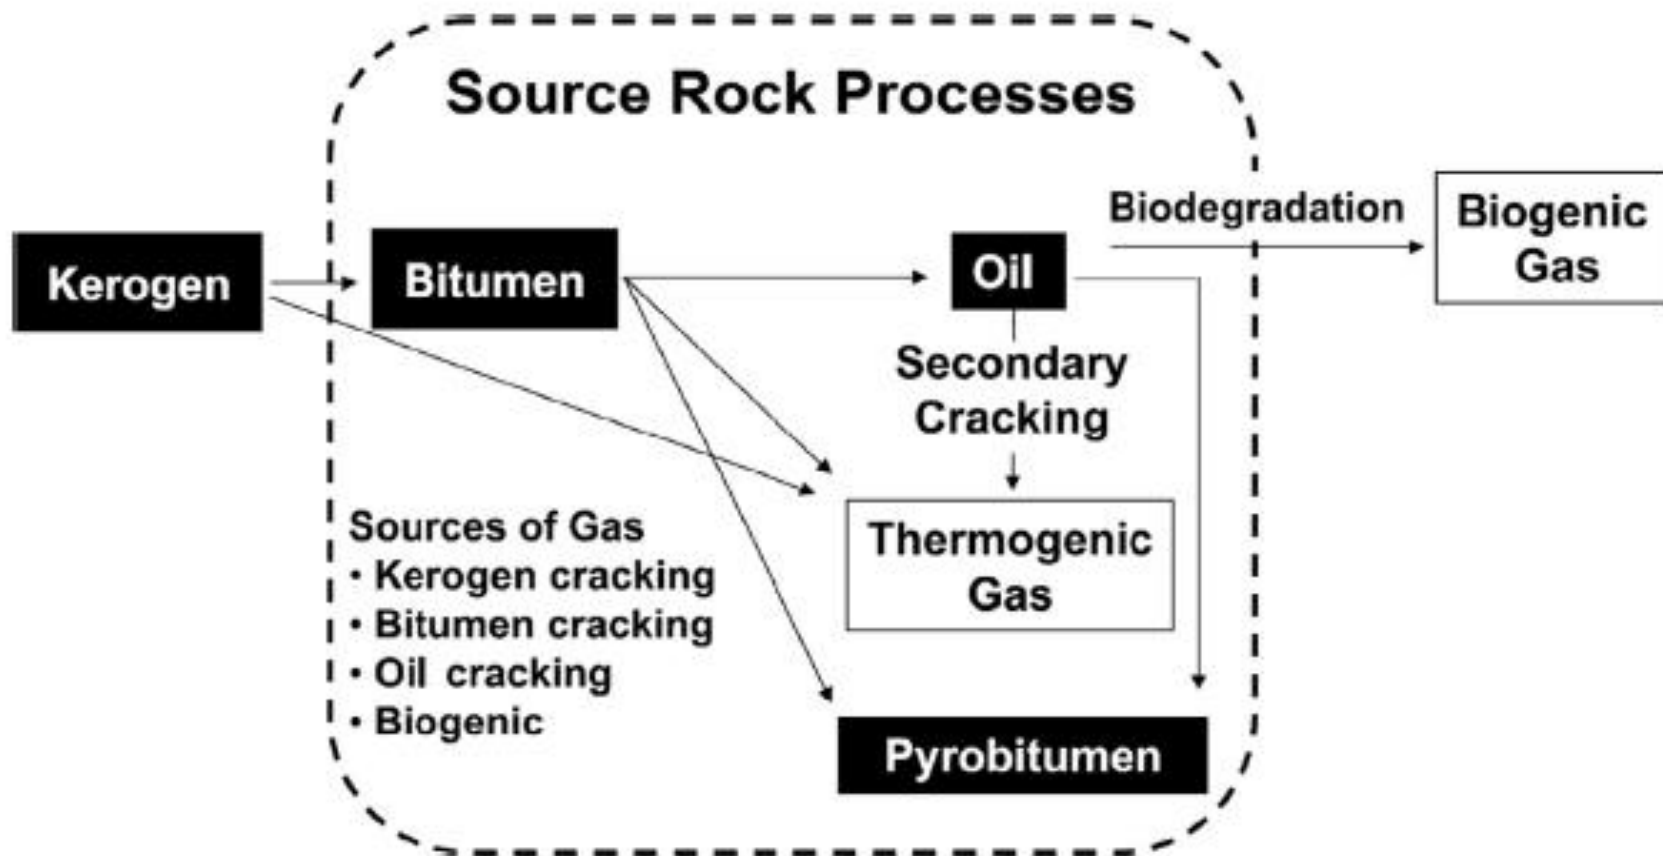 Source Rock Processes
Kerogen
Bitumen
Oil
Biodegradation
Biogenic
Gas
Secondary
Cracking
Thermogenic
Gas
Sources of Gas
• Kerogen cracking
• Bitumen cracking
• Oil cracking
• Biogenic
Pyrobitumen